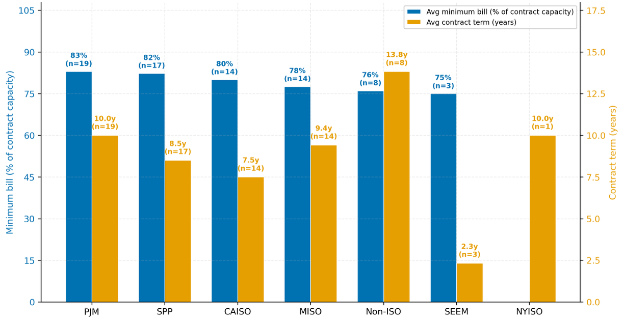 105
90
75
60
45
30
15
0
Minimum bill (% of contract capacity)
Avg minimum bill (% of contract capacity)
Avg contract term (years)
83%
(n=19)
10.0y
(n=19)
82%
(n=17)
8.5y
(n=17)
80%
(n=14)
7.5y
(n=14)
78%
(n=14)
9.4y
(n=14)
76%
(n=8)
13.8y
(n=8)
75%
(n=3)
2.3y
(n=3)
10.0y
(n=1)
17.5
15.0
12.5
10.0
7.5
5.0
2.5
0.0
Contract term (years)
PJM
SPP
CAISO
MISO
Non-ISO
SEEM
NYISO